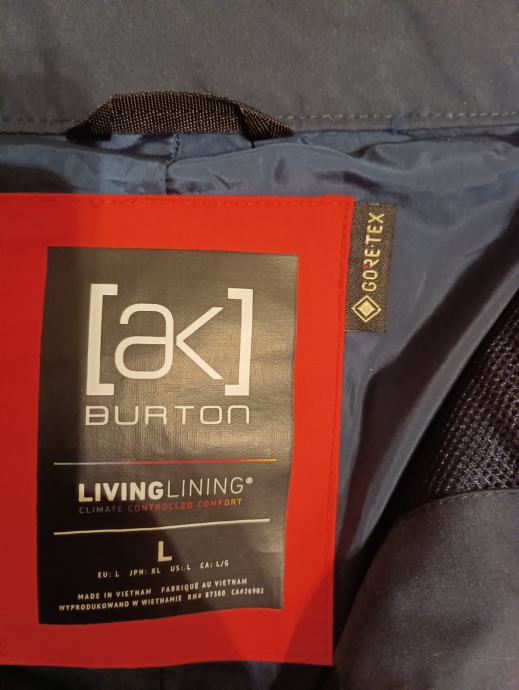 [ak]
BURTON
GORE-TEX
LIVINGLINING®
CLIMATE CONTROLLED COMFORT
L
EU: L JPN: XL US: L CA: L/G
MADE IN VIETNAM FABRIQUÉ AU VIETNAM
WYPRODUKOWANO W WIETNAMIE RN# 87380 CA#26902